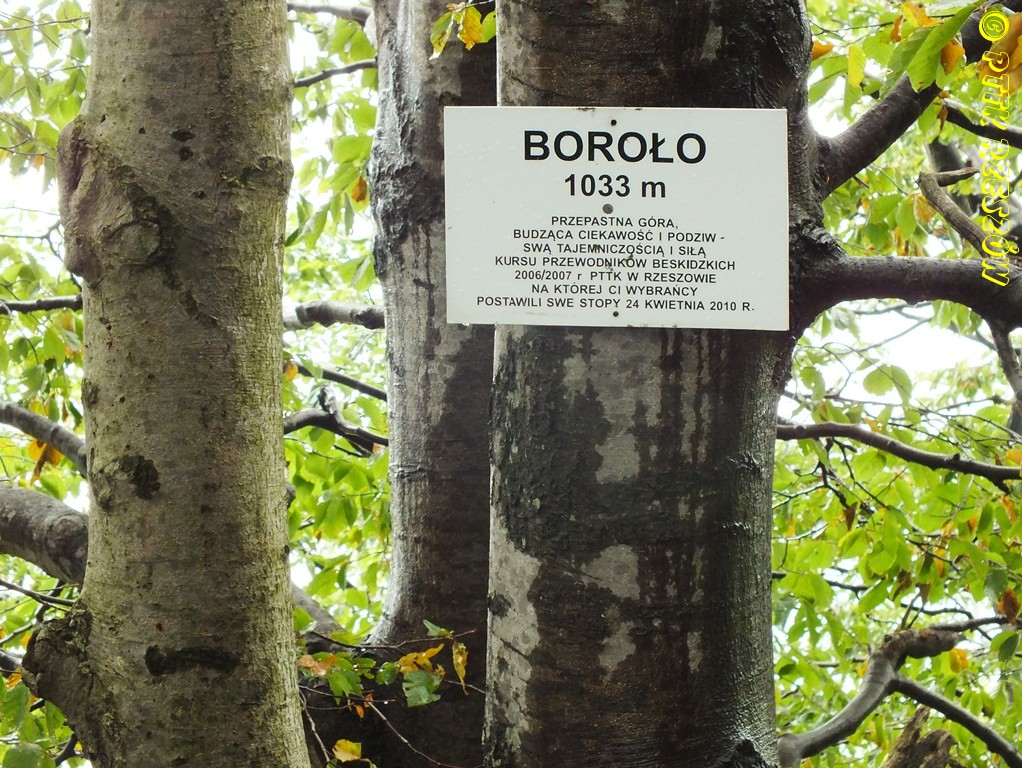 BOROŁO
1033 m
PRZEPASTNA GÓRA,
BUDZĄCA CIEKAWOŚĆ I PODZIW -
SWĄ TAJEMNICZOŚCIĄ I SIŁĄ
KURSU PRZEWODNIKÓW BESKIDZKICH
2006/2007 r PTTK W RZESZOWIE
NA KTÓREJ CI WYBRAŃCY
POSTAWILI SWE STOPY 24 KWIETNIA 2010 R.
© PTTK RZESZÓW